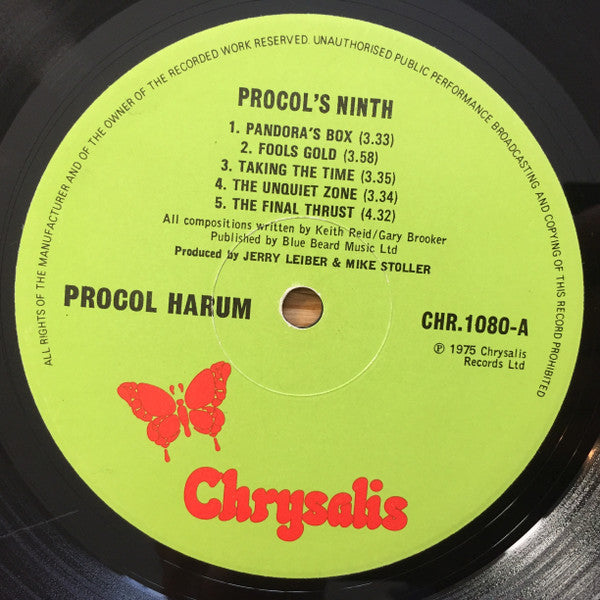 ALL RIGHTS OF THE MANUFACTURER AND OF THE OWNER OF THE RECORDED WORK RESERVED. UNAUTHORISED PUBLIC PERFORMANCE BROADCASTING AND COPYING OF THIS RECORD PROHIBITED
PROCOL'S NINTH
1. PANDORA'S BOX (3.33)
2. FOOLS GOLD (3.58)
3. TAKING THE TIME (3.35)
4. THE UNQUIET ZONE (3.34)
5. THE FINAL THRUST (4.32)
All compositions written by Keith Reid/Gary Brooker
Published by Blue Beard Music Ltd
Produced by JERRY LEIBER & MIKE STOLLER
PROCOL HARUM
CHR.1080-A
℗ 1975 Chrysalis
Records Ltd
Chrysalis